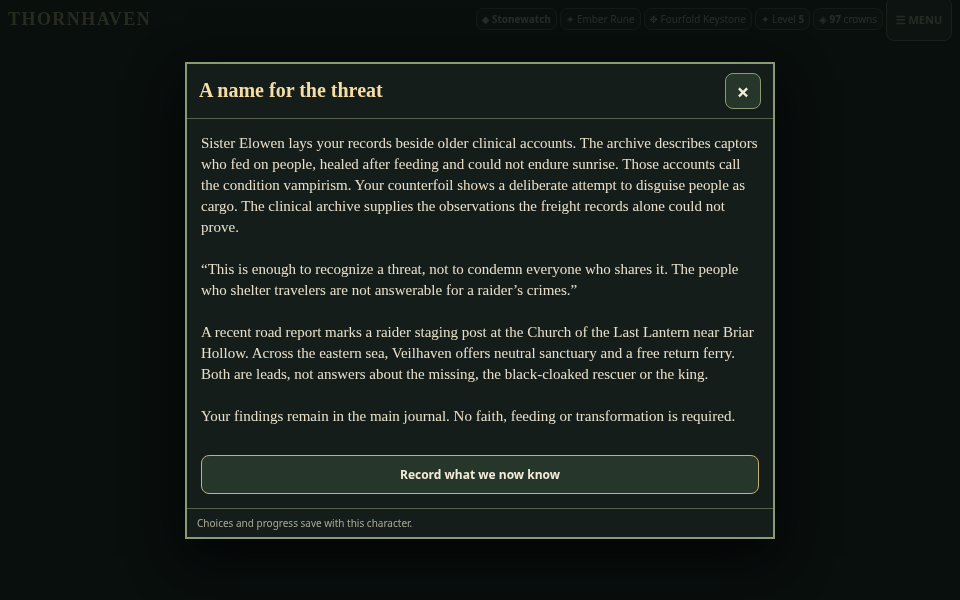 THORNHAVEN
◆ Stonewatch
✦ Ember Rune
❖ Fourfold Keystone
✦ Level 5
◈ 97 crowns
☰ MENU
A name for the threat
×
Sister Elowen lays your records beside older clinical accounts. The archive describes captors
who fed on people, healed after feeding and could not endure sunrise. Those accounts call
the condition vampirism. Your counterfoil shows a deliberate attempt to disguise people as
cargo. The clinical archive supplies the observations the freight records alone could not
prove.
“This is enough to recognize a threat, not to condemn everyone who shares it. The people
who shelter travelers are not answerable for a raider’s crimes.”
A recent road report marks a raider staging post at the Church of the Last Lantern near Briar
Hollow. Across the eastern sea, Veilhaven offers neutral sanctuary and a free return ferry.
Both are leads, not answers about the missing, the black-cloaked rescuer or the king.
Your findings remain in the main journal. No faith, feeding or transformation is required.
Record what we now know
Choices and progress save with this character.